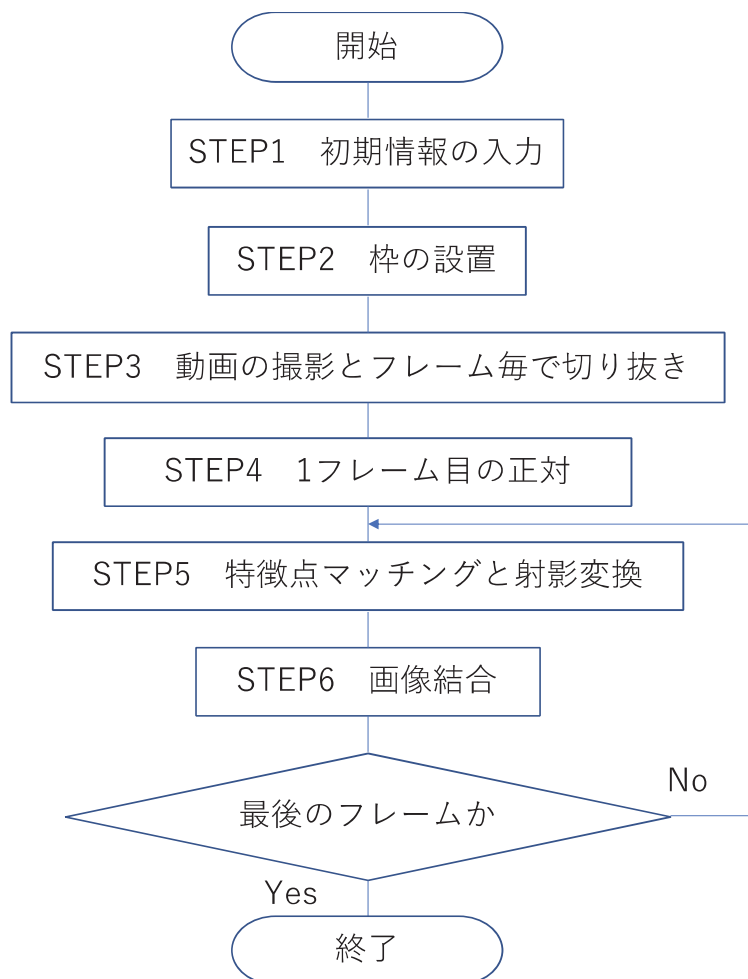 開始
STEP1　初期情報の入力
STEP2　枠の設置
STEP3　動画の撮影とフレーム毎で切り抜き
STEP4　1フレーム目の正対
STEP5　特徴点マッチングと射影変換
STEP6　画像結合
No
最後のフレームか
Yes
終了